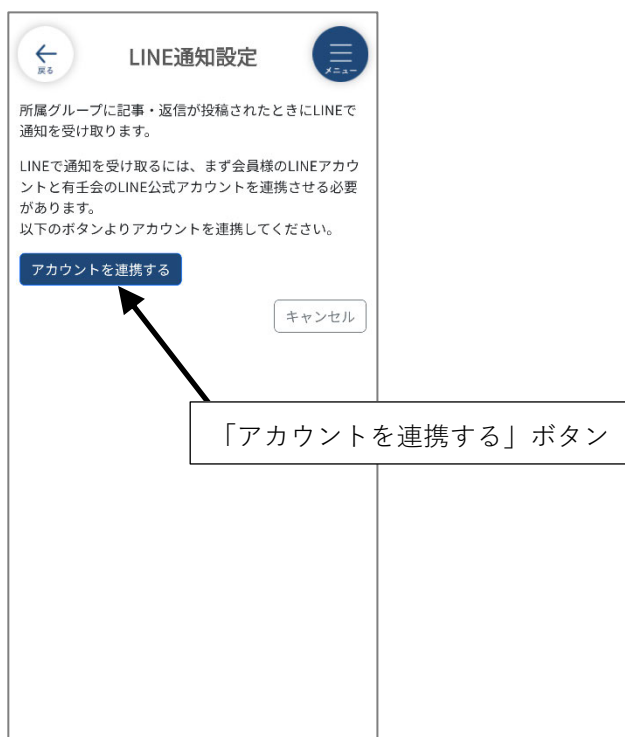 戻る
LINE通知設定
メニュー
所属グループに記事・返信が投稿されたときにLINEで
通知を受け取ります。
LINEで通知を受け取るには、まず会員様のLINEアカウ
ントと有壬会のLINE公式アカウントを連携させる必要
があります。
以下のボタンよりアカウントを連携してください。
アカウントを連携する
キャンセル
「アカウントを連携する」ボタン